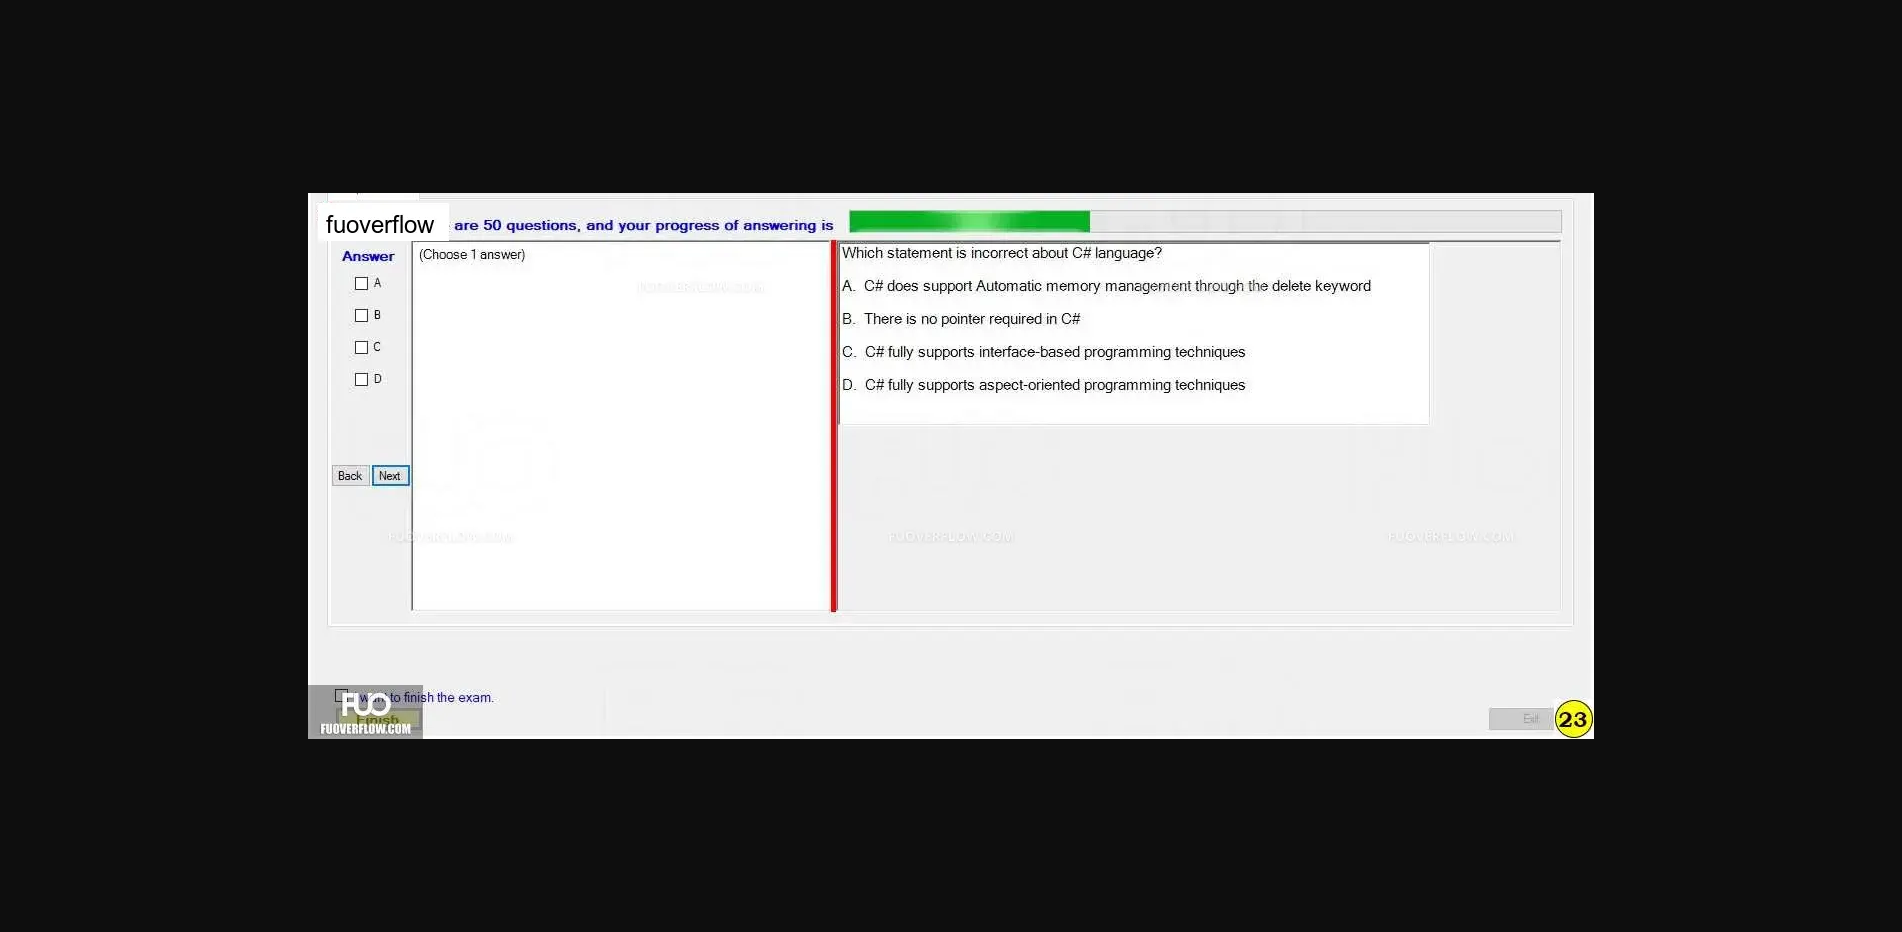 fuoverflow are 50 questions, and your progress of answering is
Answer
(Choose 1 answer)
A
B
C
D
Back Next
Which statement is incorrect about C# language?
A. C# does support Automatic memory management through the delete keyword
B. There is no pointer required in C#
C. C# fully supports interface-based programming techniques
D. C# fully supports aspect-oriented programming techniques
FUOVERFLOW.COM
FUOVERFLOW.COM FUOVERFLOW.COM FUOVERFLOW.COM
I want to finish the exam.
FUO
Finish
FUOVERFLOW.COM
Exit 23